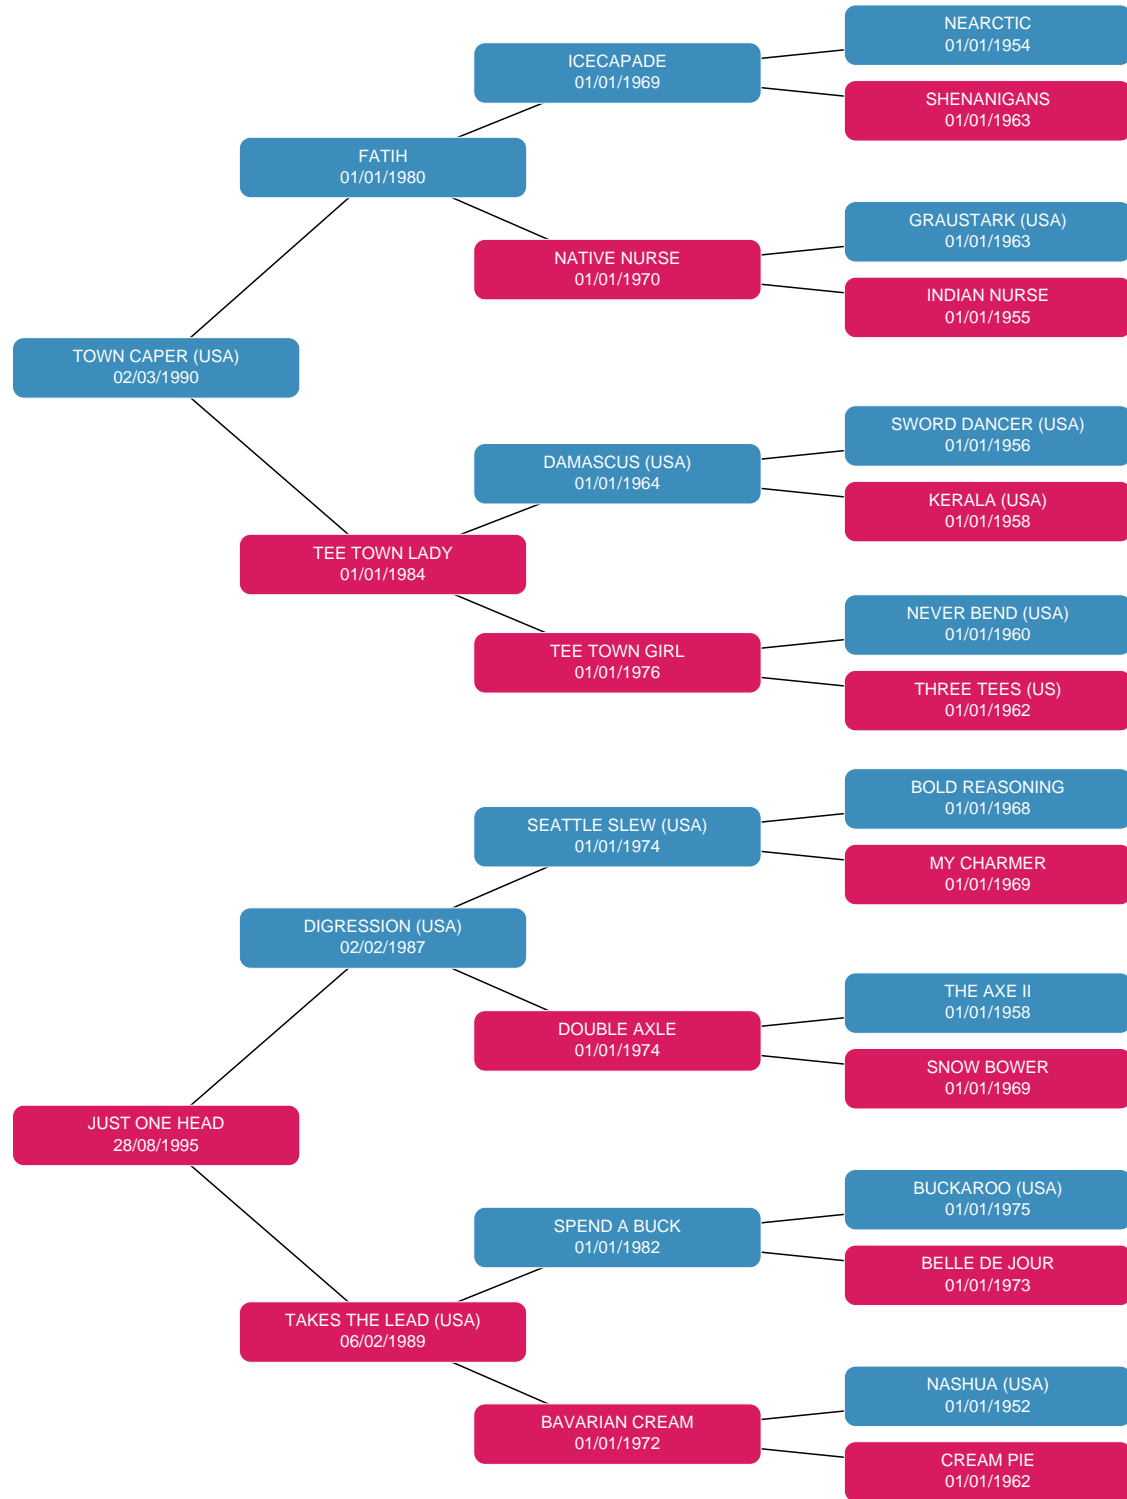 NEARCTIC
01/01/1954
ICECAPADE
01/01/1969
SHENANIGANS
01/01/1963
FATIH
01/01/1980
GRAUSTARK (USA)
01/01/1963
NATIVE NURSE
01/01/1970
INDIAN NURSE
01/01/1955
TOWN CAPER (USA)
02/03/1990
SWORD DANCER (USA)
01/01/1956
DAMASCUS (USA)
01/01/1964
KERALA (USA)
01/01/1958
TEE TOWN LADY
01/01/1984
NEVER BEND (USA)
01/01/1960
TEE TOWN GIRL
01/01/1976
THREE TEES (US)
01/01/1962
BOLD REASONING
01/01/1968
SEATTLE SLEW (USA)
01/01/1974
MY CHARMER
01/01/1969
DIGRESSION (USA)
02/02/1987
THE AXE II
01/01/1958
DOUBLE AXLE
01/01/1974
SNOW BOWER
01/01/1969
JUST ONE HEAD
28/08/1995
BUCKAROO (USA)
01/01/1975
SPEND A BUCK
01/01/1982
BELLE DE JOUR
01/01/1973
TAKES THE LEAD (USA)
06/02/1989
NASHUA (USA)
01/01/1952
BAVARIAN CREAM
01/01/1972
CREAM PIE
01/01/1962